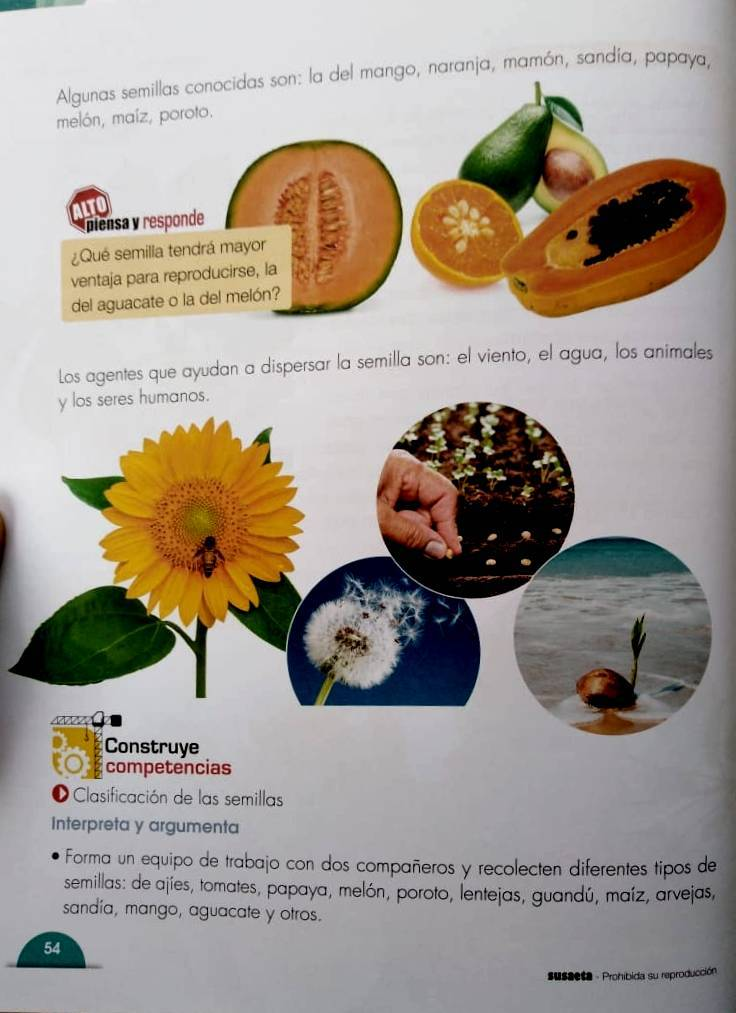 Algunas semillas conocidas son: la del mango, naranja, mamón, sandía, papaya,
melón, maíz, poroto.
ALTO
piensa y responde
¿Qué semilla tendrá mayor
ventaja para reproducirse, la
del aguacate o la del melón?
Los agentes que ayudan a dispersar la semilla son: el viento, el agua, los animales
y los seres humanos.
Construye
competencias
Clasificación de las semillas
Interpreta y argumenta
• Forma un equipo de trabajo con dos compañeros y recolecten diferentes tipos de
semillas: de ajíes, tomates, papaya, melón, poroto, lentejas, guandú, maíz, arvejas,
sandía, mango, aguacate y otros.
54
susaeta - Prohibida su reproducción